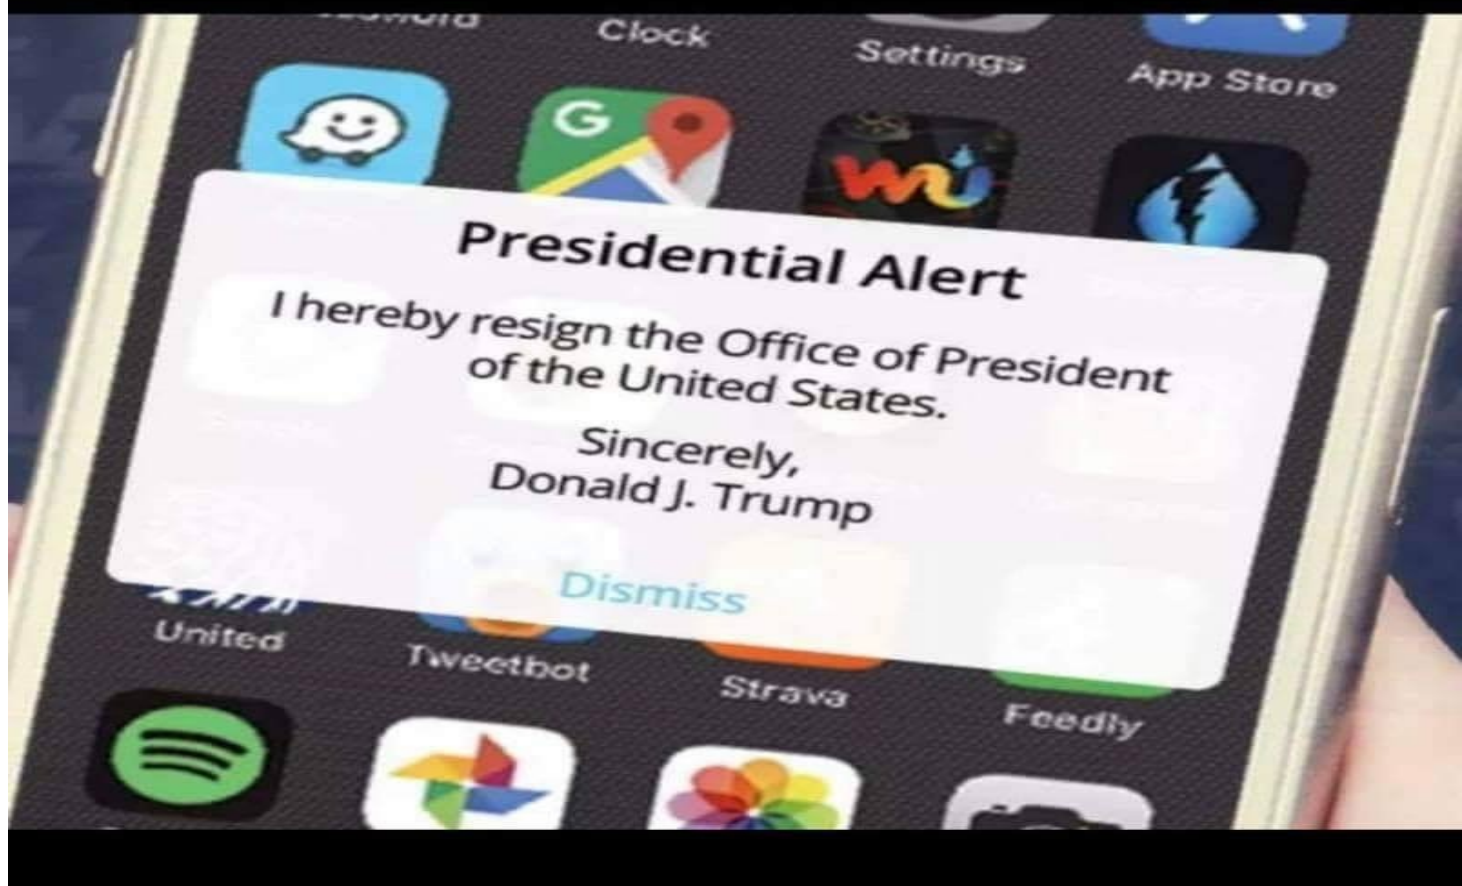 Clock
Settings
App Store
G
wu
Presidential Alert
I hereby resign the Office of President
of the United States.
Sincerely,
Donald J. Trump
Dismiss
United
Tweetbot
Strava
Feedly